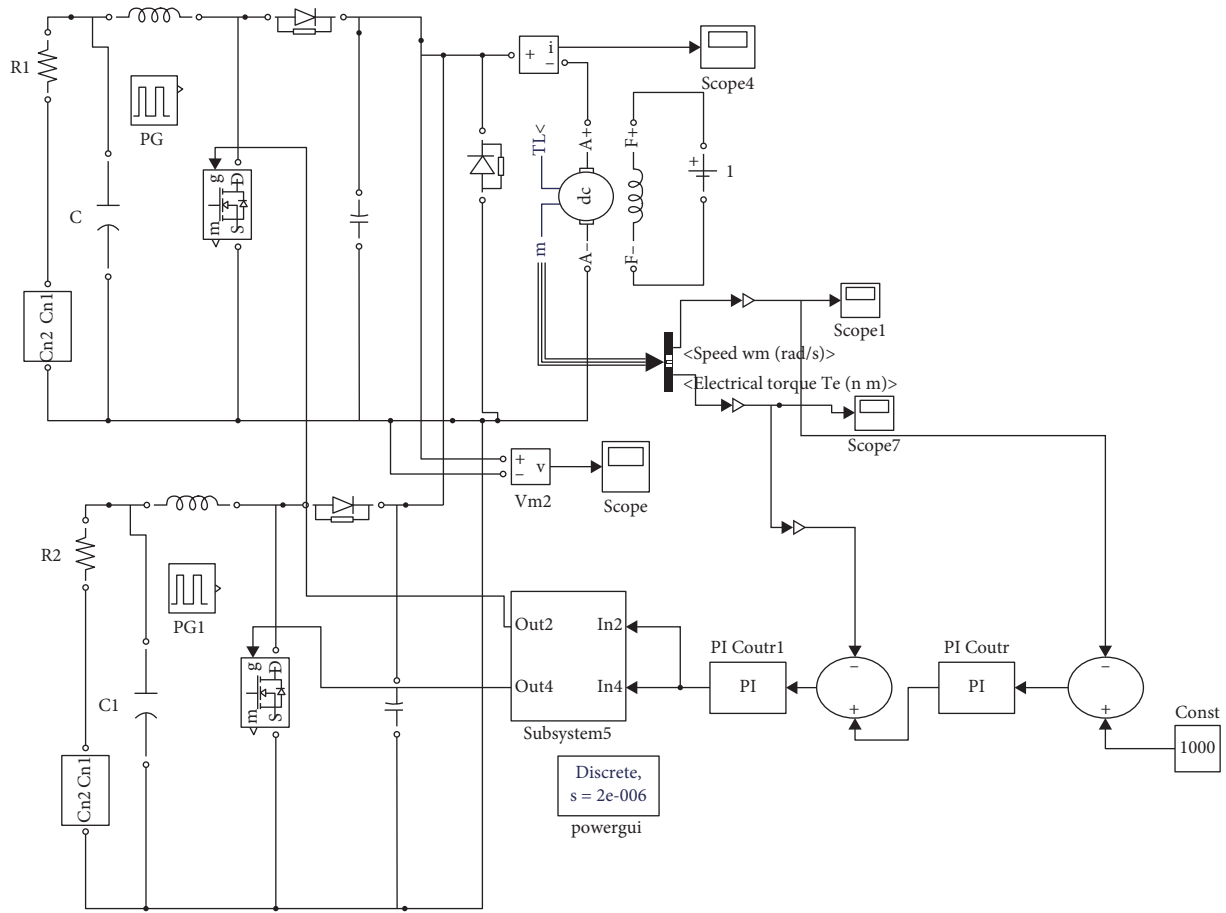 R1
PG
C
Cn2 Cn1
g
D
m
S
+
i
−
Scope4
TL<
A+
F+
dc
+
1
m
A−
F−
Scope1
<Speed wm (rad/s)>
<Electrical torque Te (n m)>
Scope7
+
−
v
Vm2
Scope
R2
PG1
C1
Cn2 Cn1
g
D
m
S
Out2
In2
Out4
In4
Subsystem5
PI Coutr1
PI
−
+
PI Coutr
PI
−
+
Const
1000
Discrete,
s = 2e-006
powergui